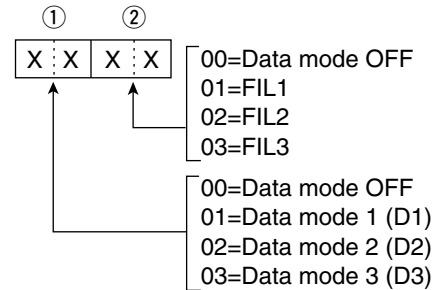 ① ②
X X X X
00=Data mode OFF
01=FIL1
02=FIL2
03=FIL3
00=Data mode OFF
01=Data mode 1 (D1)
02=Data mode 2 (D2)
03=Data mode 3 (D3)